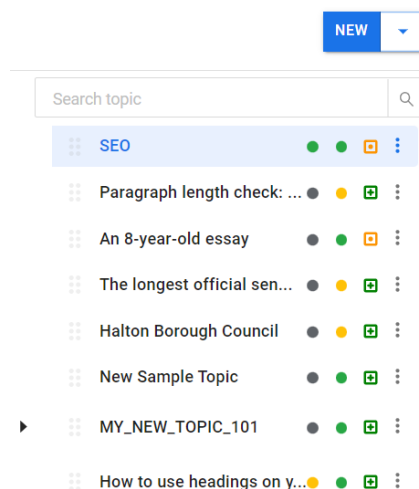 NEW
Search topic
SEO
Paragraph length check: ...
An 8-year-old essay
The longest official sen...
Halton Borough Council
New Sample Topic
MY_NEW_TOPIC_101
How to use headings on y...